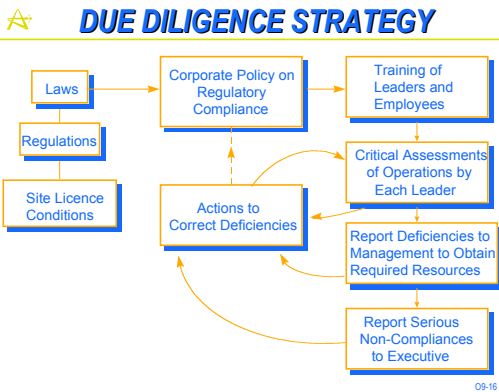 DUE DILIGENCE STRATEGY
Laws
Regulations
Site Licence
Conditions
Corporate Policy on
Regulatory
Compliance
Training of
Leaders and
Employees
Critical Assessments
of Operations by
Each Leader
Actions to
Correct Deficiencies
Report Deficiencies to
Management to Obtain
Required Resources
Report Serious
Non-Compliances
to Executive
O9-16